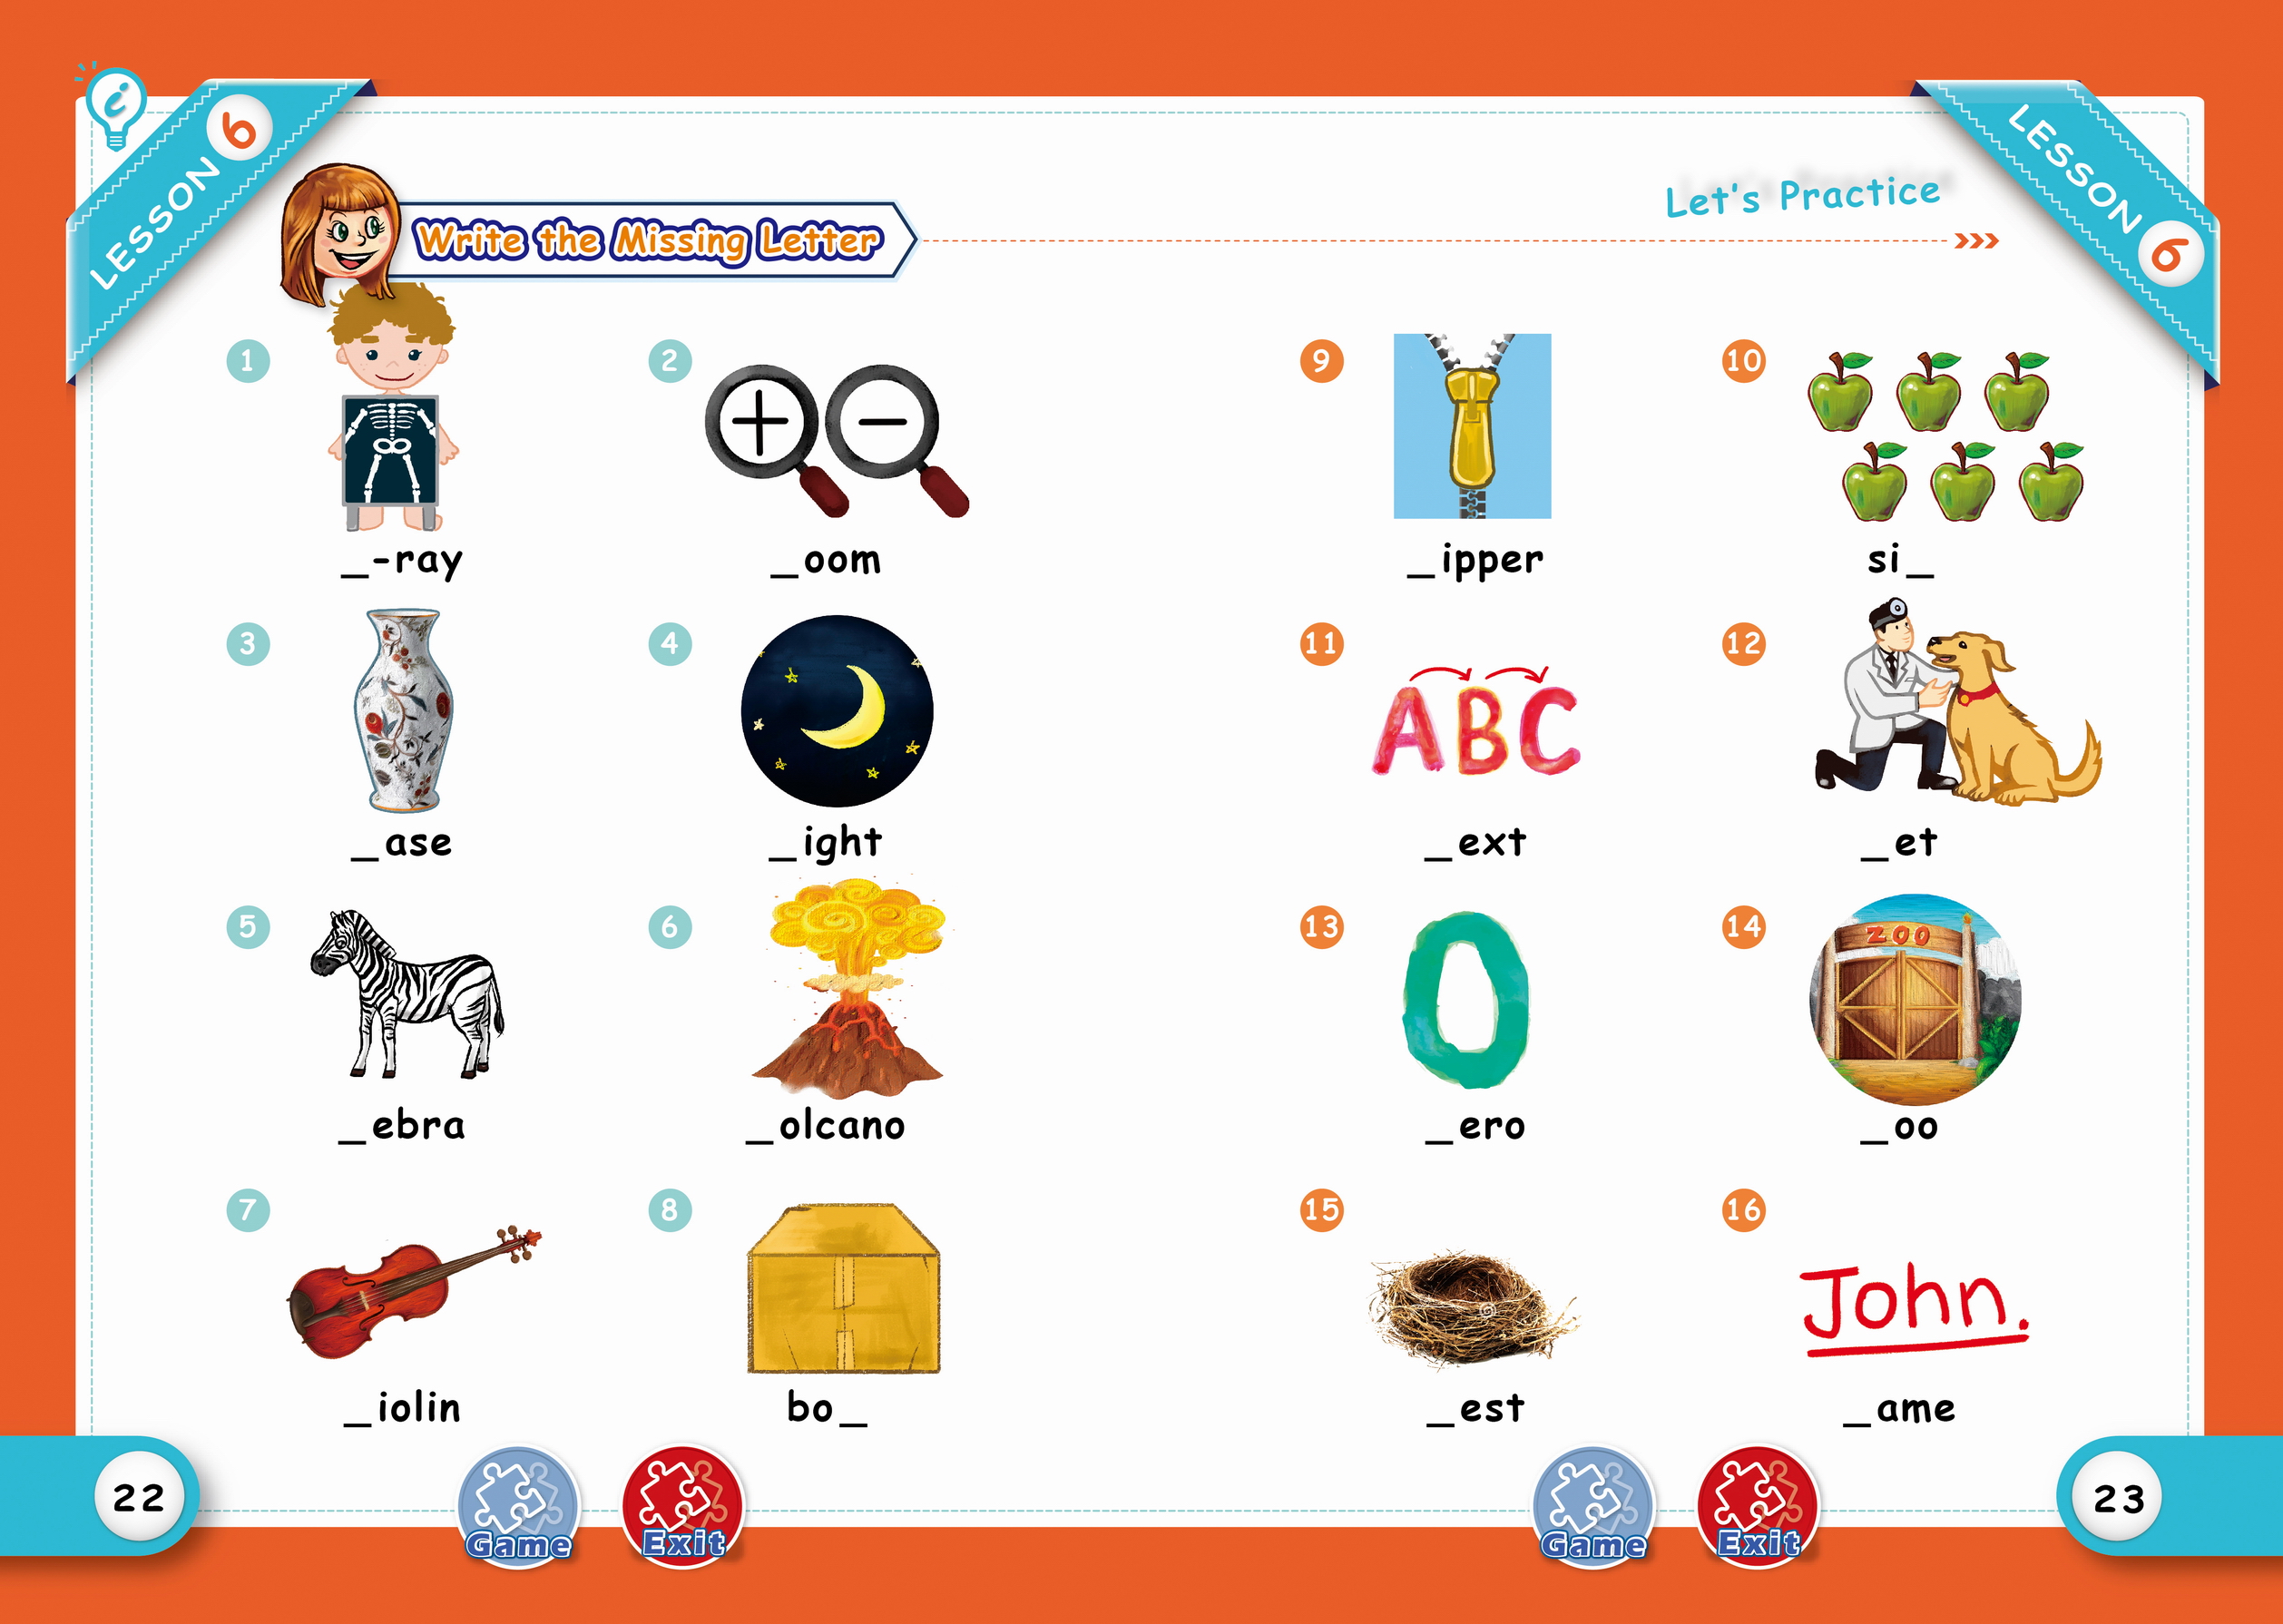 LESSON 6
Write the Missing Letter
1
_-ray
2
_oom
3
_ase
4
_ight
5
_ebra
6
_olcano
7
_iolin
8
bo_
22
Game
Exit
LESSON 6
Let's Practice
9
_ipper
10
si_
11
ABC
_ext
12
_et
13
0
_ero
14
ZOO
_oo
15
_est
16
John.
_ame
Game
Exit
23